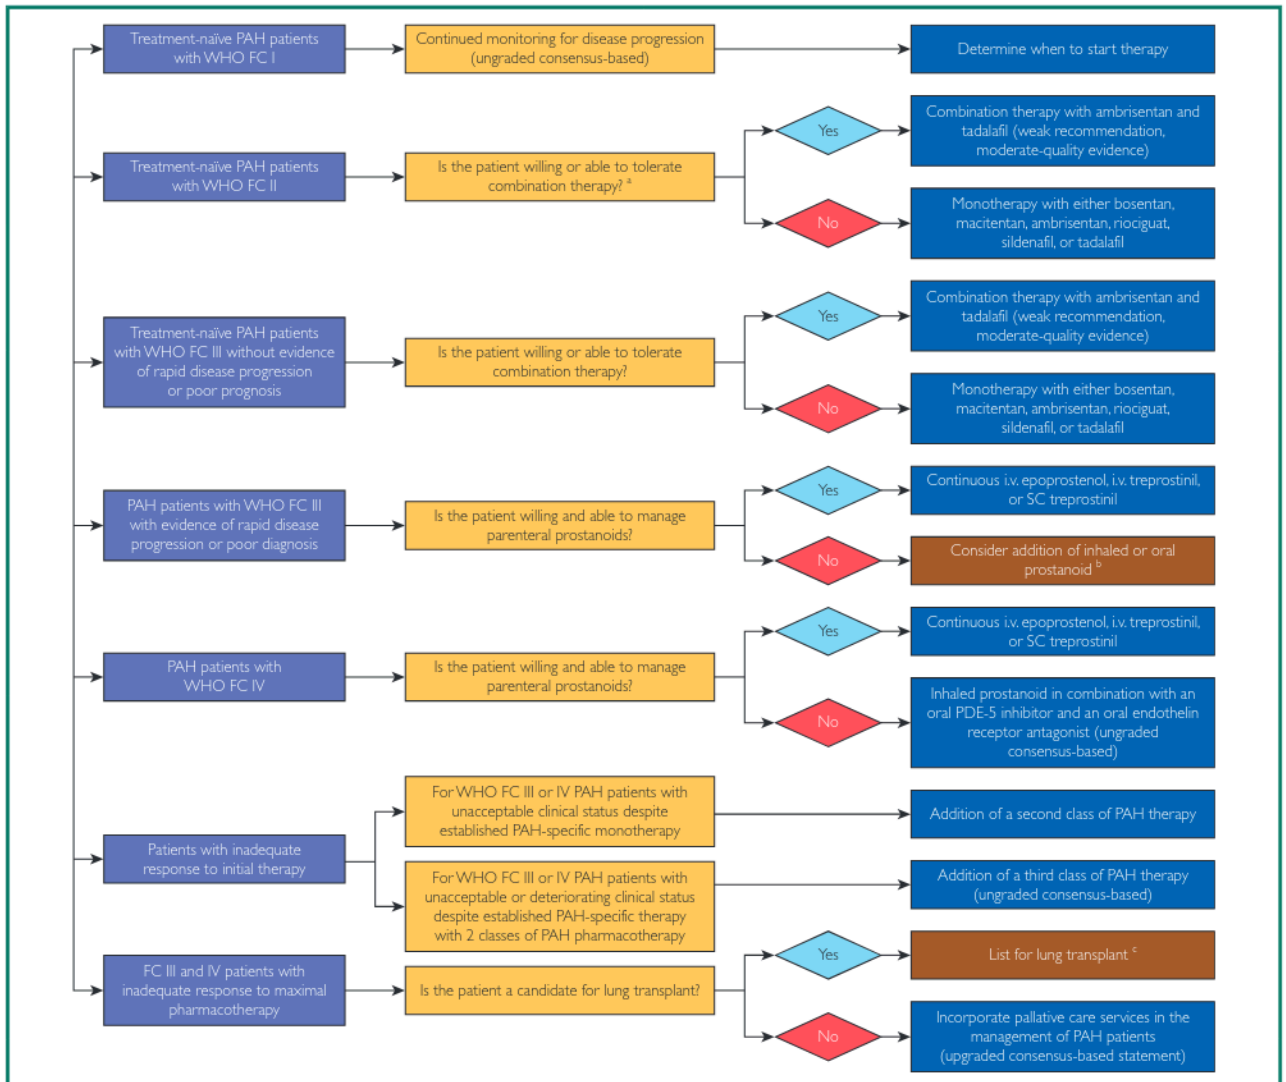 Treatment-naïve PAH patients
with WHO FC I
Continued monitoring for disease progression
(ungraded consensus-based)
Determine when to start therapy
Treatment-naïve PAH patients
with WHO FC II
Is the patient willing or able to tolerate
combination therapy? a
Yes
Combination therapy with ambrisentan and
tadalafil (weak recommendation,
moderate-quality evidence)
No
Monotherapy with either bosentan,
macitentan, ambrisentan, riociguat,
sildenafil, or tadalafil
Treatment-naïve PAH patients
with WHO FC III without evidence
of rapid disease progression
or poor prognosis
Is the patient willing or able to tolerate
combination therapy?
Yes
Combination therapy with ambrisentan and
tadalafil (weak recommendation,
moderate-quality evidence)
No
Monotherapy with either bosentan,
macitentan, ambrisentan, riociguat,
sildenafil, or tadalafil
PAH patients with WHO FC III
with evidence of rapid disease
progression or poor diagnosis
Is the patient willing and able to manage
parenteral prostanoids?
Yes
Continuous i.v. epoprostenol, i.v. treprostinil,
or SC treprostinil
No
Consider addition of inhaled or oral
prostanoid b
PAH patients with
WHO FC IV
Is the patient willing and able to manage
parenteral prostanoids?
Yes
Continuous i.v. epoprostenol, i.v. treprostinil,
or SC treprostinil
No
Inhaled prostanoid in combination with an
oral PDE-5 inhibitor and an oral endothelin
receptor antagonist (ungraded
consensus-based)
Patients with inadequate
response to initial therapy
For WHO FC III or IV PAH patients with
unacceptable clinical status despite
established PAH-specific monotherapy
Addition of a second class of PAH therapy
For WHO FC III or IV PAH patients with
unacceptable or deteriorating clinical status
despite established PAH-specific therapy
with 2 classes of PAH pharmacotherapy
Addition of a third class of PAH therapy
(ungraded consensus-based)
FC III and IV patients with
inadequate response to maximal
pharmacotherapy
Is the patient a candidate for lung transplant?
Yes
List for lung transplant c
No
Incorporate pallative care services in the
management of PAH patients
(upgraded consensus-based statement)